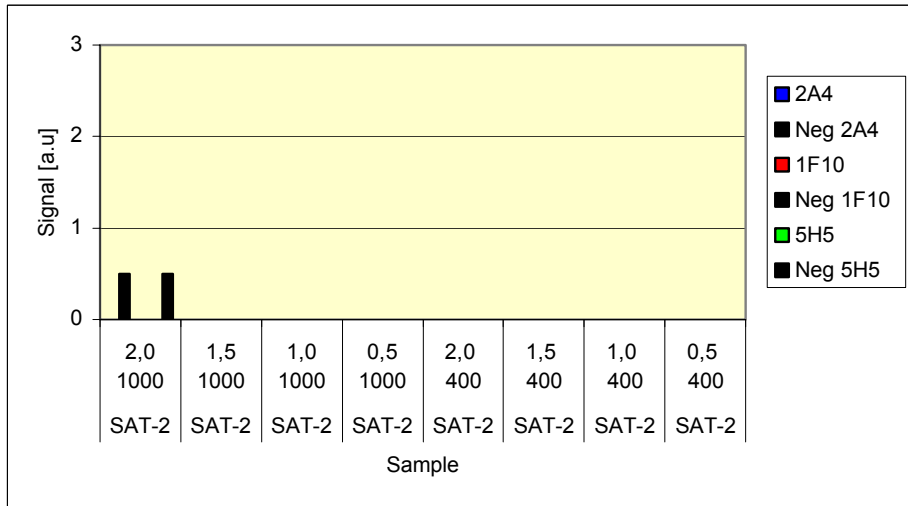 3
2
1
0
Signal [a.u]
2,0 1,5 1,0 0,5 2,0 1,5 1,0 0,5
1000 1000 1000 1000 400 400 400 400
SAT-2 SAT-2 SAT-2 SAT-2 SAT-2 SAT-2 SAT-2 SAT-2
Sample
2A4
Neg 2A4
1F10
Neg 1F10
5H5
Neg 5H5